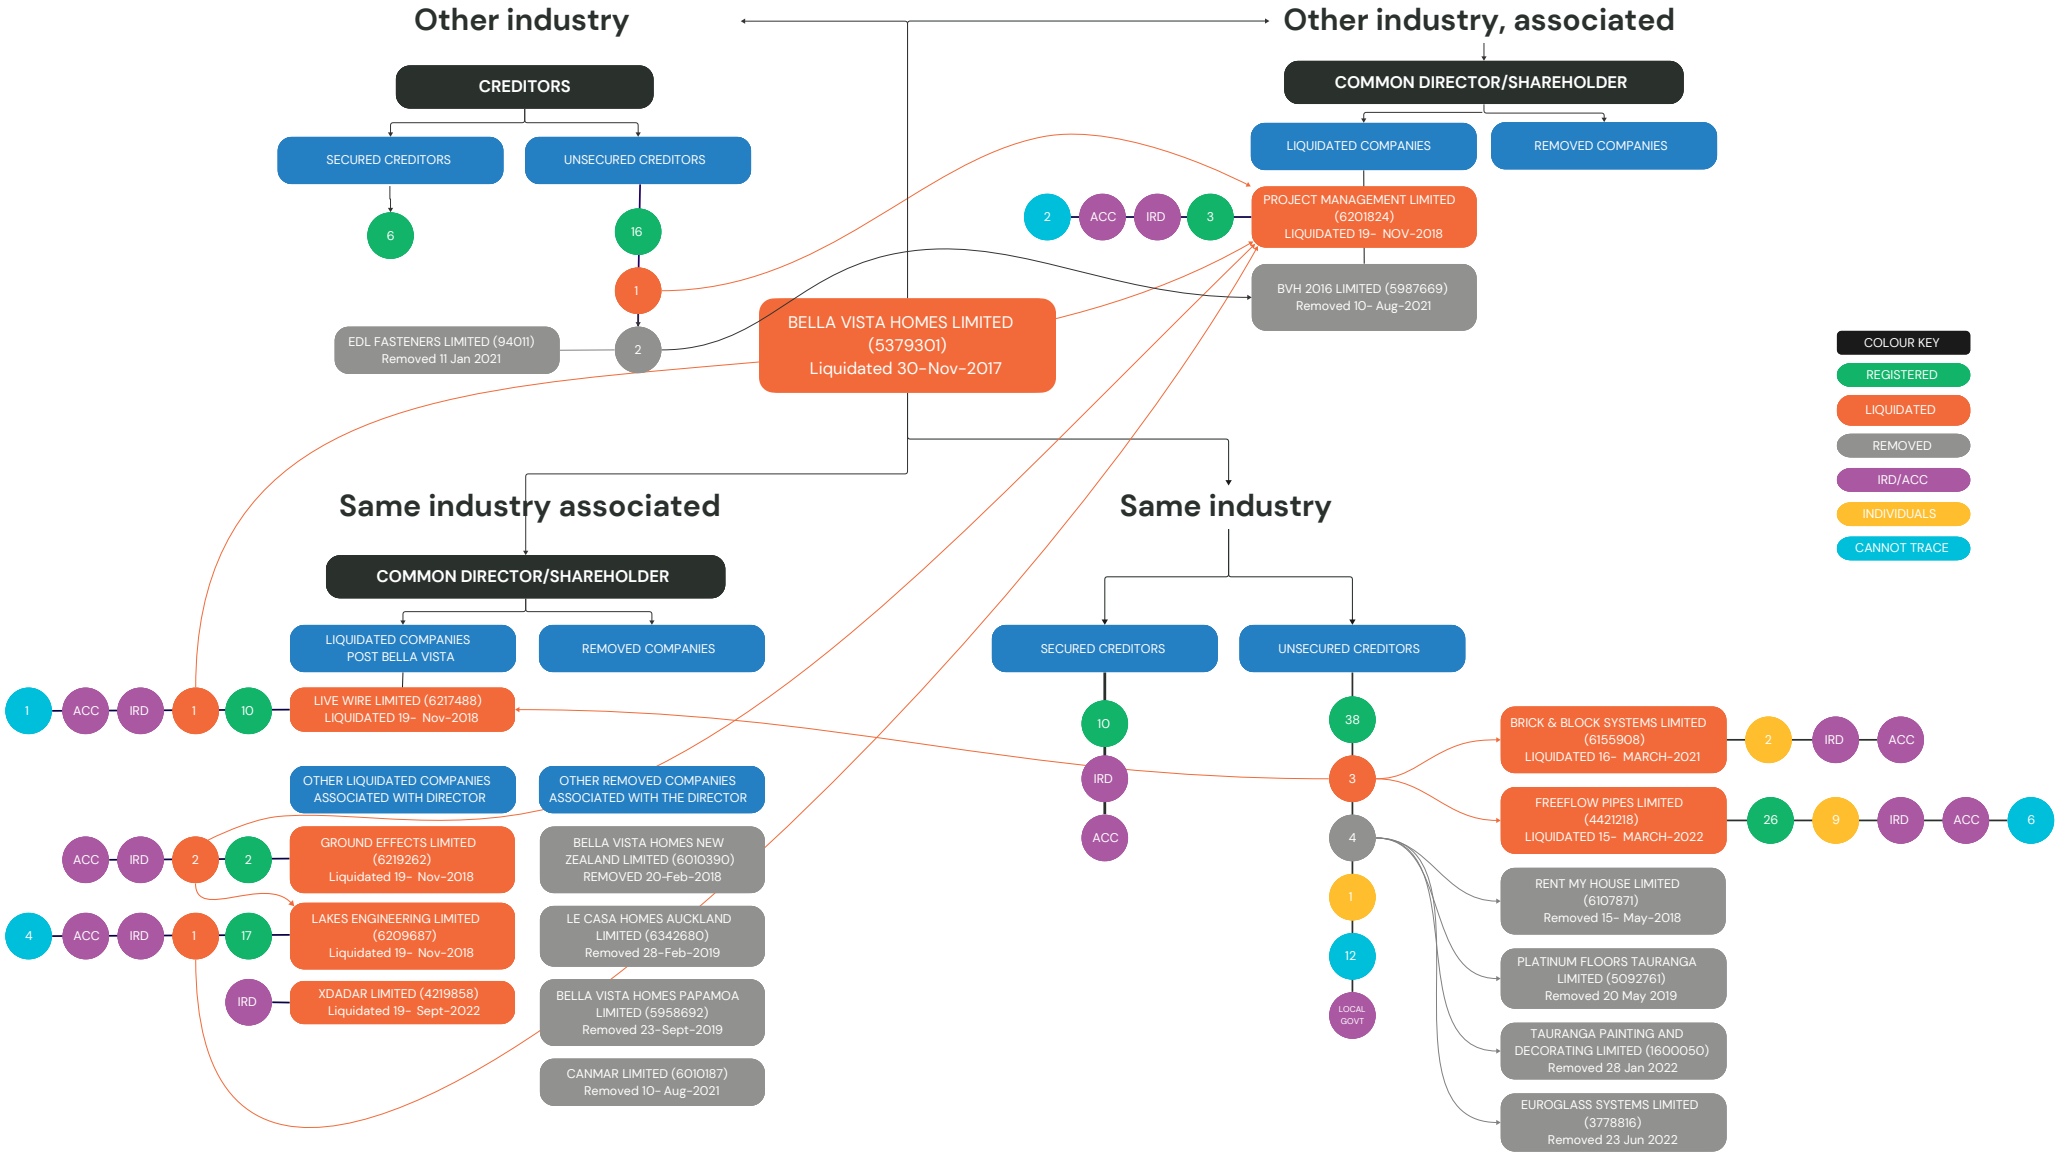 Other industry
Other industry, associated
CREDITORS
COMMON DIRECTOR/SHAREHOLDER
SECURED CREDITORS
UNSECURED CREDITORS
LIQUIDATED COMPANIES
REMOVED COMPANIES
6
16
1
2
EDL FASTENERS LIMITED (94011)
Removed 11 Jan 2021
2
ACC
IRD
3
PROJECT MANAGEMENT LIMITED
(6201824)
LIQUIDATED 19- NOV-2018
BVH 2016 LIMITED (5987669)
Removed 10- Aug-2021
BELLA VISTA HOMES LIMITED
(5379301)
Liquidated 30-Nov-2017
COLOUR KEY
REGISTERED
LIQUIDATED
REMOVED
IRD/ACC
INDIVIDUALS
CANNOT TRACE
Same industry associated
COMMON DIRECTOR/SHAREHOLDER
LIQUIDATED COMPANIES
POST BELLA VISTA
REMOVED COMPANIES
1
ACC
IRD
1
10
LIVE WIRE LIMITED (6217488)
LIQUIDATED 19- Nov-2018
OTHER LIQUIDATED COMPANIES
ASSOCIATED WITH DIRECTOR
OTHER REMOVED COMPANIES
ASSOCIATED WITH THE DIRECTOR
ACC
IRD
2
2
GROUND EFFECTS LIMITED
(6219262)
Liquidated 19- Nov-2018
4
ACC
IRD
1
17
LAKES ENGINEERING LIMITED
(6209687)
Liquidated 19- Nov-2018
IRD
XDADAR LIMITED (4219858)
Liquidated 19- Sept-2022
BELLA VISTA HOMES NEW
ZEALAND LIMITED (6010390)
REMOVED 20-Feb-2018
LE CASA HOMES AUCKLAND
LIMITED (6342680)
Removed 28-Feb-2019
BELLA VISTA HOMES PAPAMOA
LIMITED (5958692)
Removed 23-Sept-2019
CANMAR LIMITED (6010187)
Removed 10- Aug-2021
Same industry
SECURED CREDITORS
UNSECURED CREDITORS
10
IRD
ACC
38
3
4
1
12
LOCAL
GOVT
BRICK & BLOCK SYSTEMS LIMITED
(6155908)
LIQUIDATED 16- MARCH-2021
2
IRD
ACC
FREEFLOW PIPES LIMITED
(4421218)
LIQUIDATED 15- MARCH-2022
26
9
IRD
ACC
6
RENT MY HOUSE LIMITED
(6107871)
Removed 15- May-2018
PLATINUM FLOORS TAURANGA
LIMITED (5092761)
Removed 20 May 2019
TAURANGA PAINTING AND
DECORATING LIMITED (1600050)
Removed 28 Jan 2022
EUROGLASS SYSTEMS LIMITED
(3778816)
Removed 23 Jun 2022